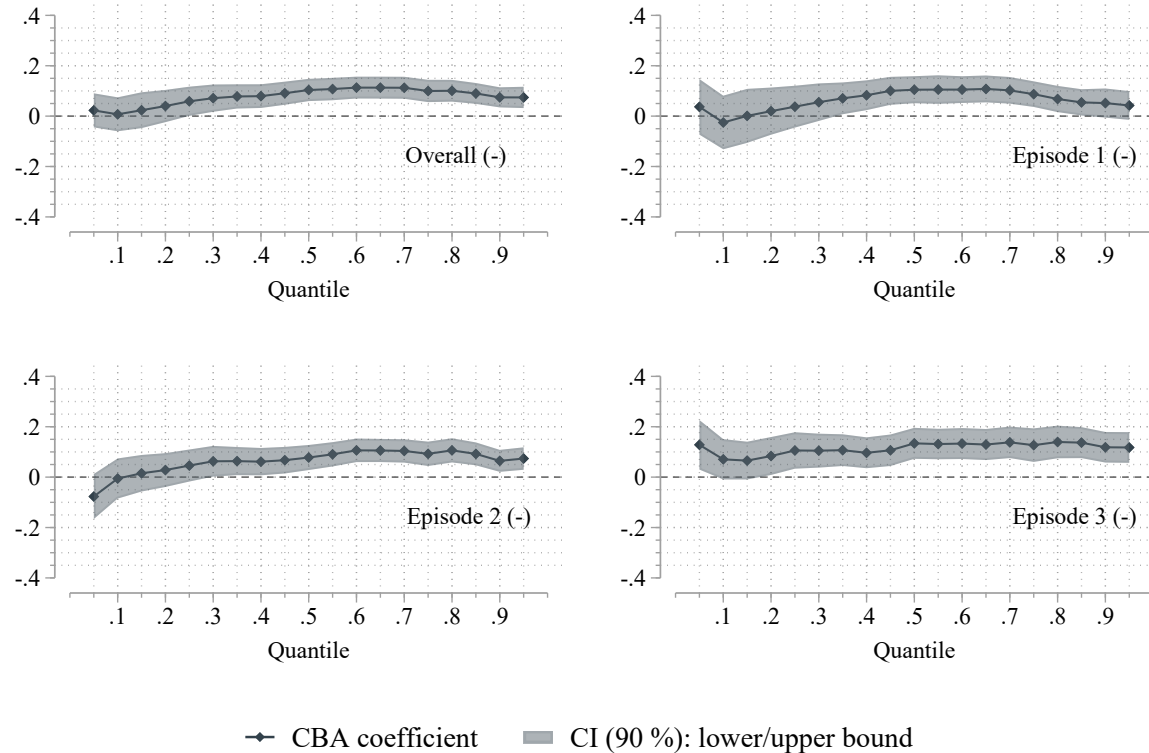 .4
.2
0
-.2
-.4
Overall (-)
.1 .2 .3 .4 .5 .6 .7 .8 .9
Quantile
.4
.2
0
-.2
-.4
Episode 1 (-)
.1 .2 .3 .4 .5 .6 .7 .8 .9
Quantile
.4
.2
0
-.2
-.4
Episode 2 (-)
.1 .2 .3 .4 .5 .6 .7 .8 .9
Quantile
.4
.2
0
-.2
-.4
Episode 3 (-)
.1 .2 .3 .4 .5 .6 .7 .8 .9
Quantile
CBA coefficient CI (90 %): lower/upper bound